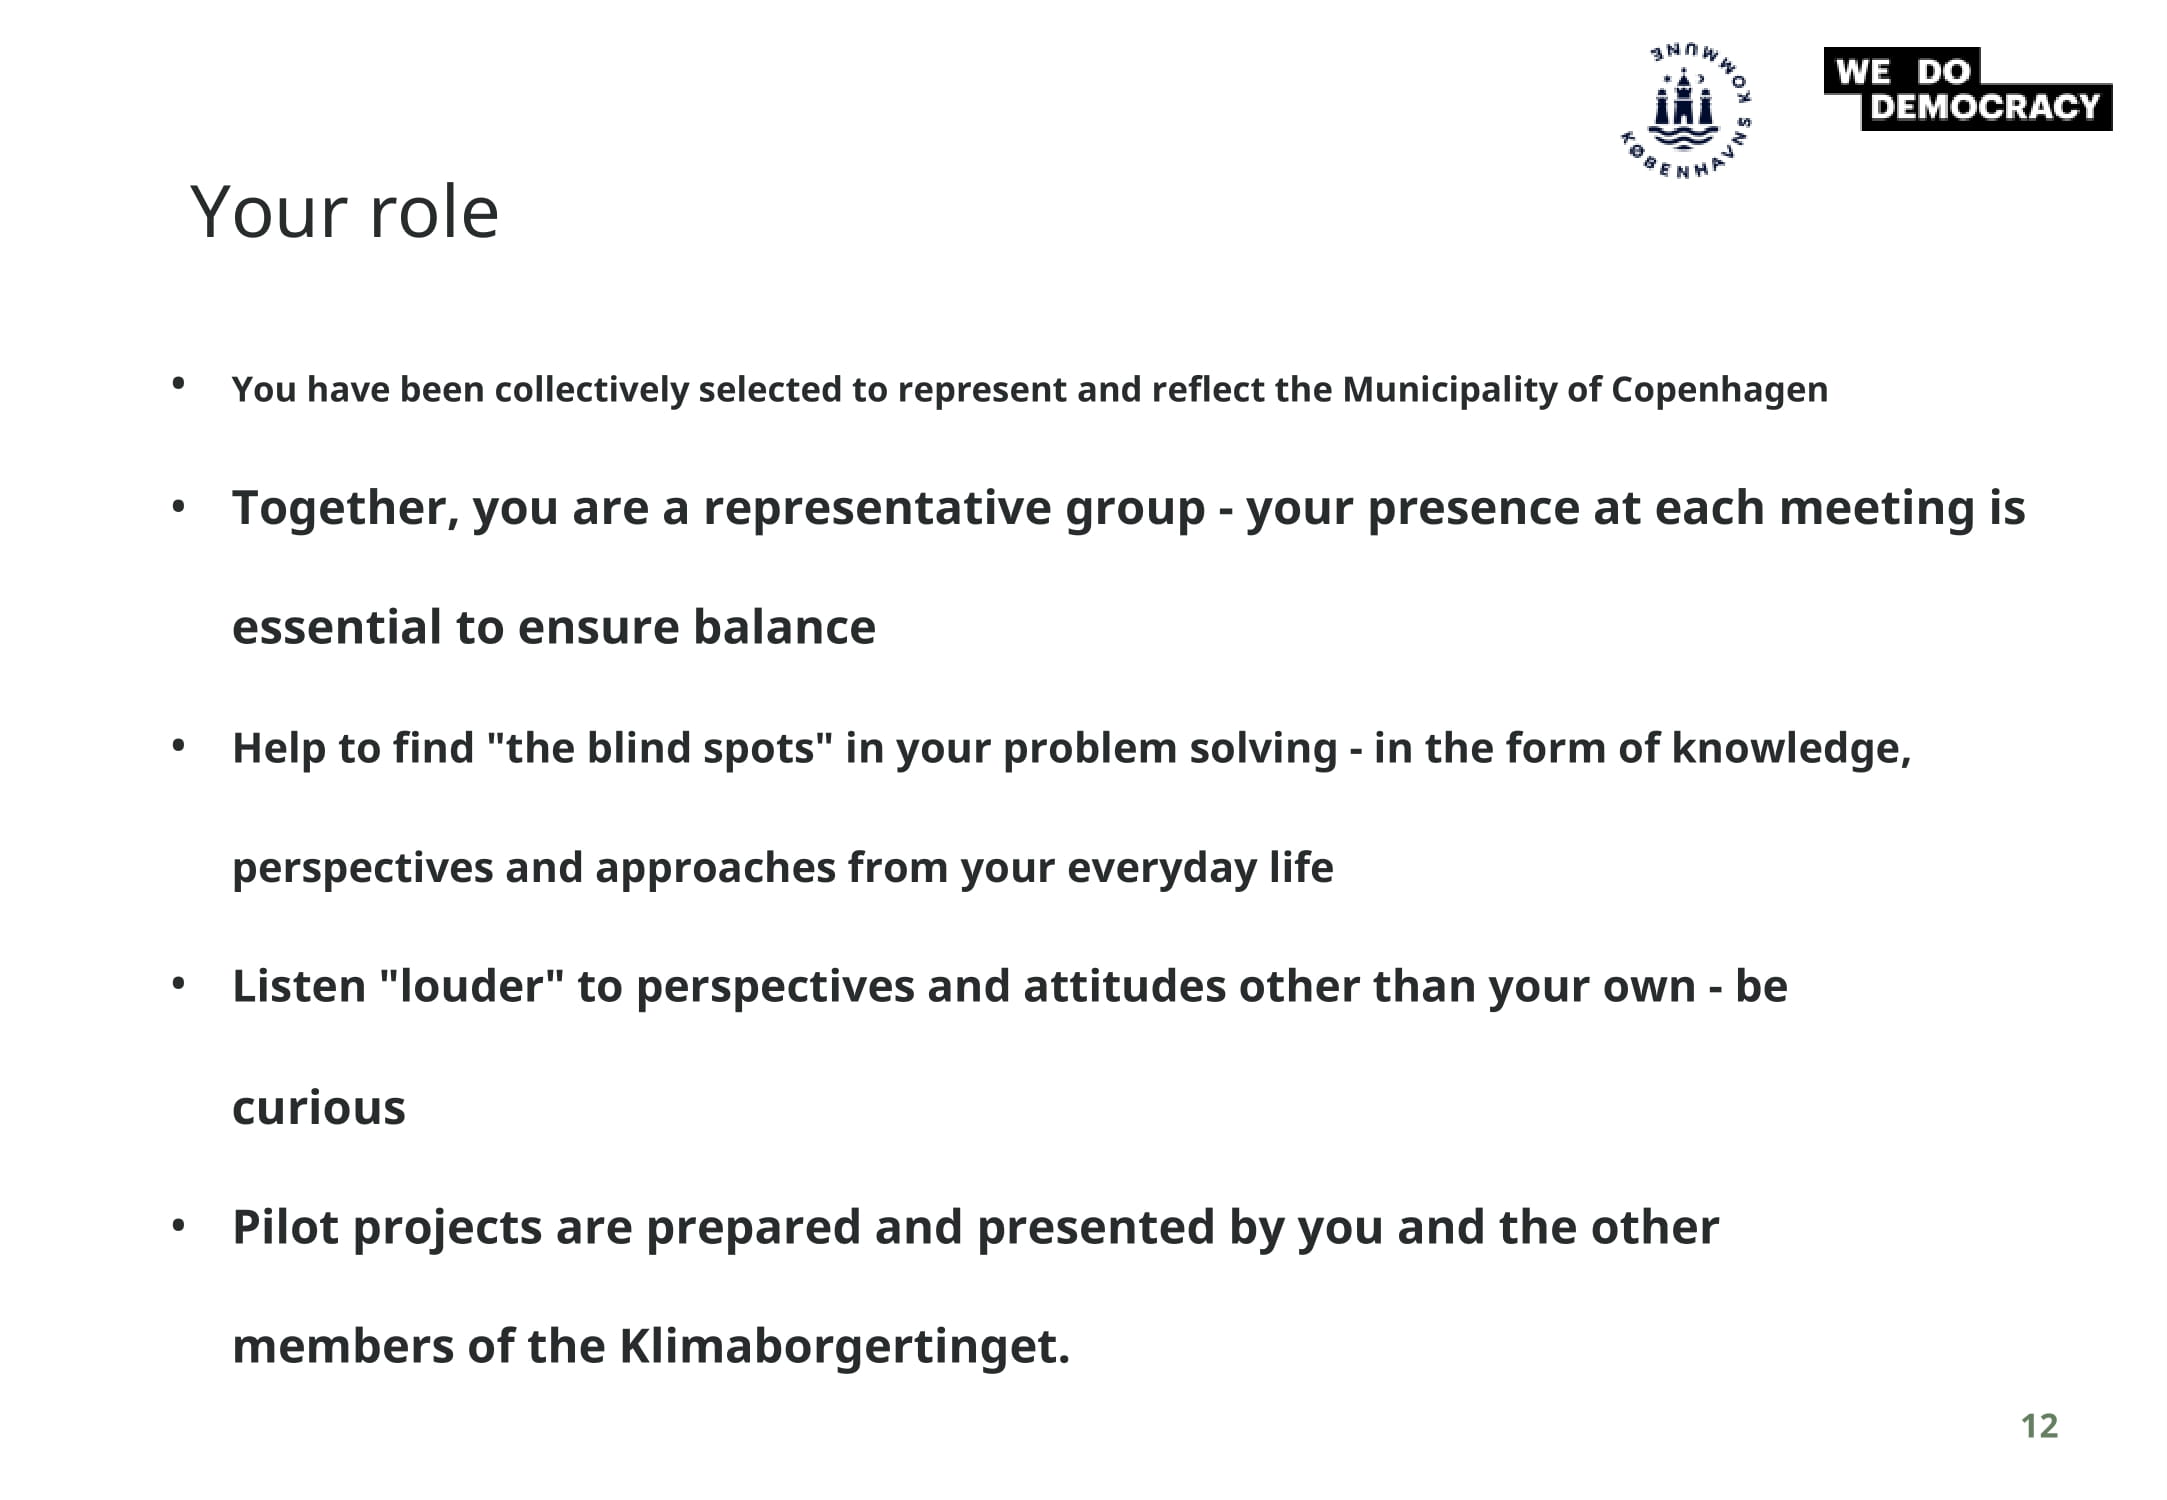 KØBENHAVNS KOMMUNE
WE DO
DEMOCRACY
Your role
• You have been collectively selected to represent and reflect the Municipality of Copenhagen
• Together, you are a representative group - your presence at each meeting is
essential to ensure balance
• Help to find "the blind spots" in your problem solving - in the form of knowledge,
perspectives and approaches from your everyday life
• Listen "louder" to perspectives and attitudes other than your own - be
curious
• Pilot projects are prepared and presented by you and the other
members of the Klimaborgertinget.
12